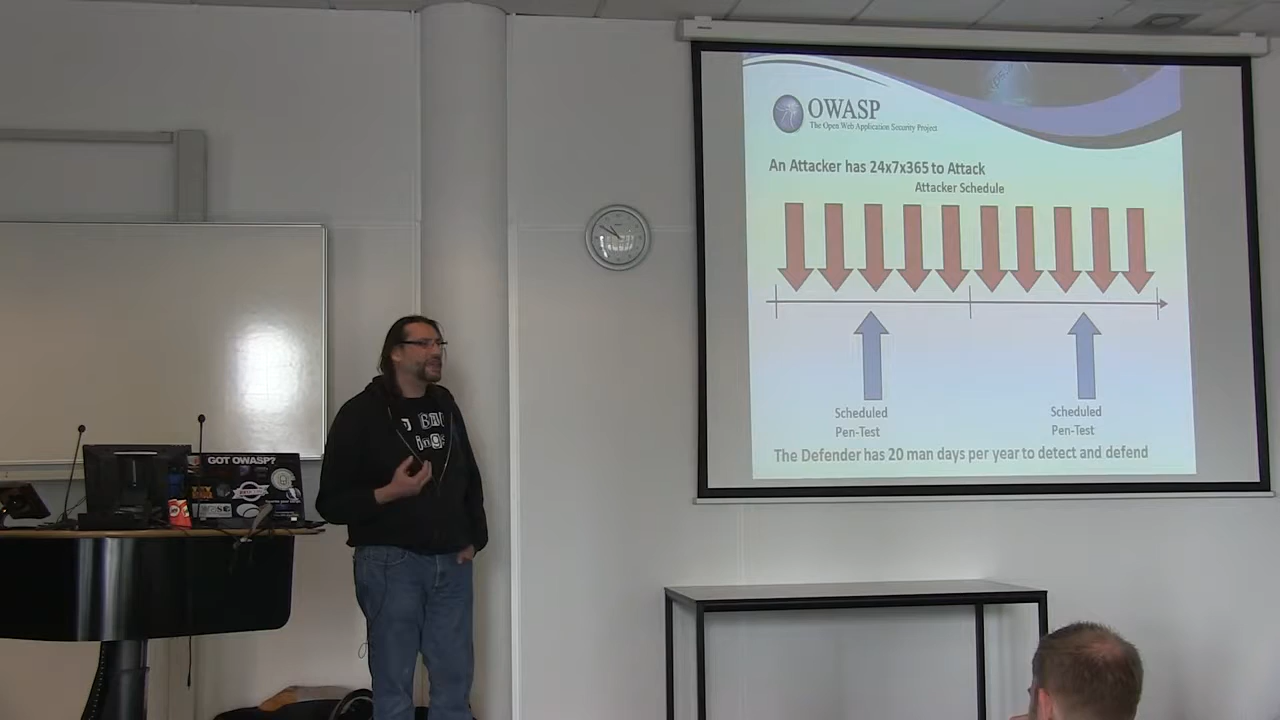 OWASP
The Open Web Application Security Project
An Attacker has 24x7x365 to Attack
Attacker Schedule
Scheduled
Pen-Test
Scheduled
Pen-Test
The Defender has 20 man days per year to detect and defend
GOT OWASP?